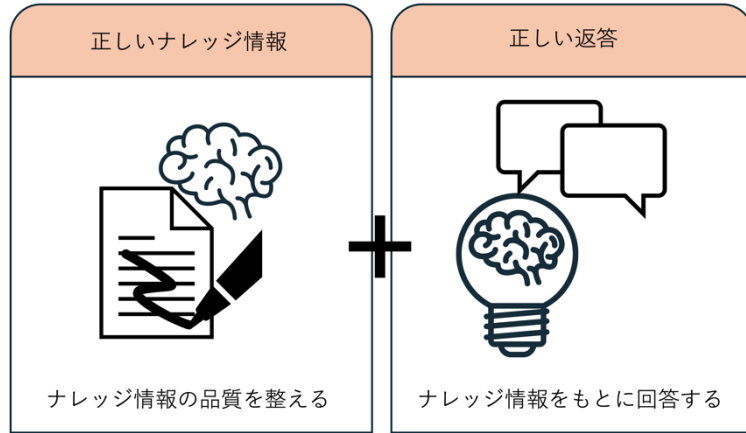 正しいナレッジ情報
ナレッジ情報の品質を整える
正しい返答
ナレッジ情報をもとに回答する